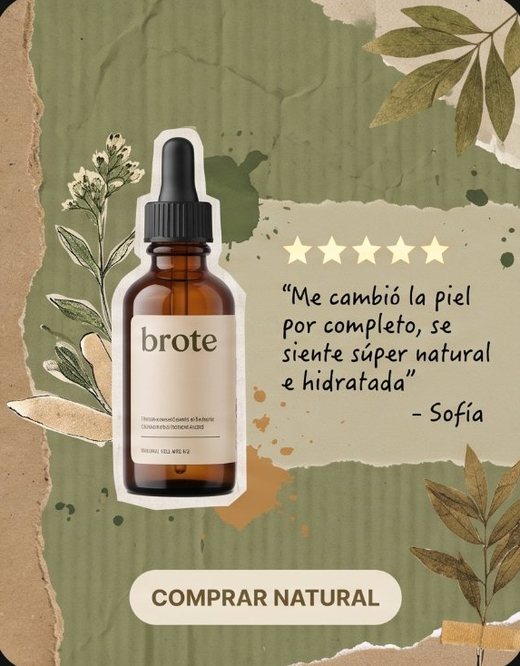 brote
“Me cambió la piel
por completo, se
siente súper natural
e hidratada”
- Sofía
COMPRAR NATURAL